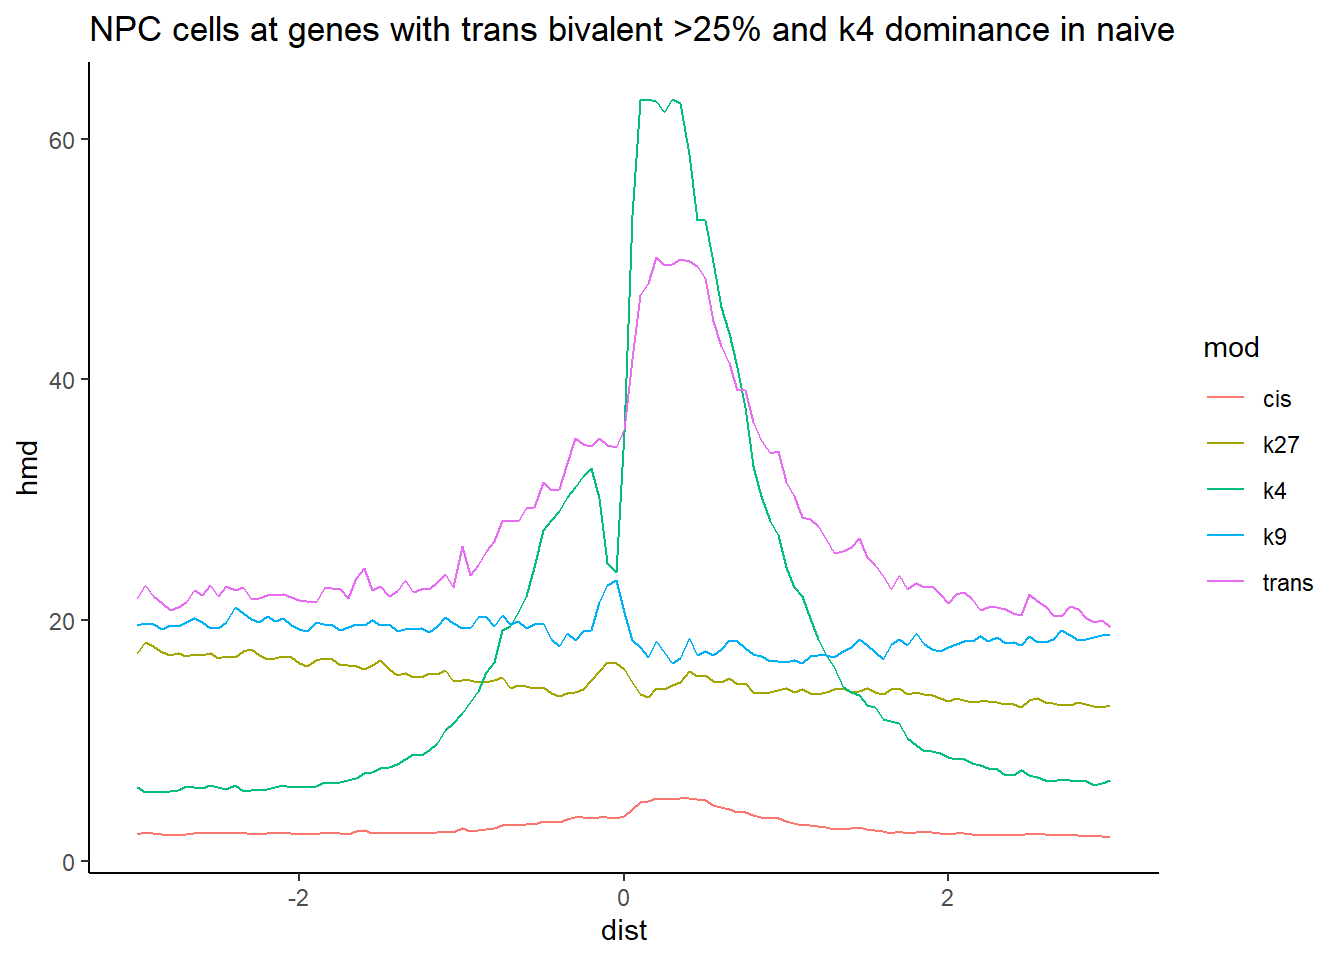 NPC cells at genes with trans bivalent >25% and k4 dominance in naive
60
40
20
0
hmd
-2
0
2
dist
mod
cis
k27
k4
k9
trans